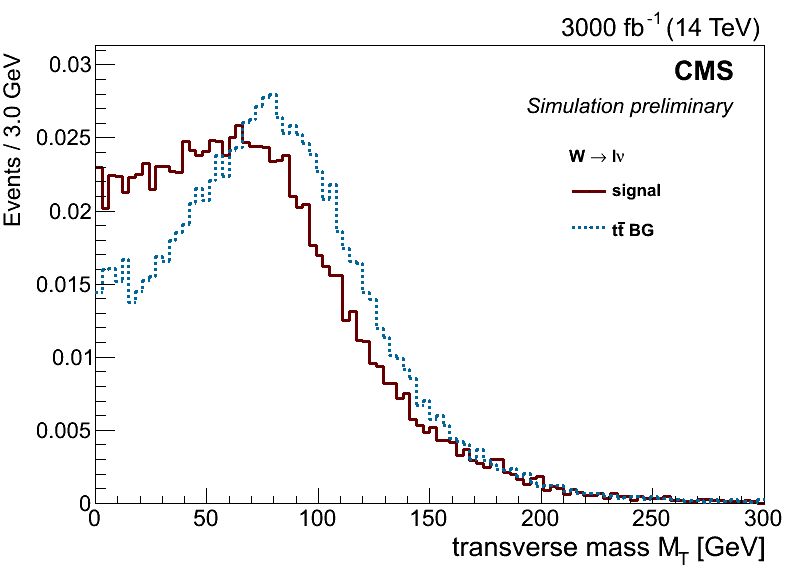 3000 fb⁻¹ (14 TeV)
CMS
Simulation preliminary
W → lν
signal
tt̄ BG
Events / 3.0 GeV
0.03
0.025
0.02
0.015
0.01
0.005
0
0 50 100 150 200 250 300
transverse mass M_T [GeV]